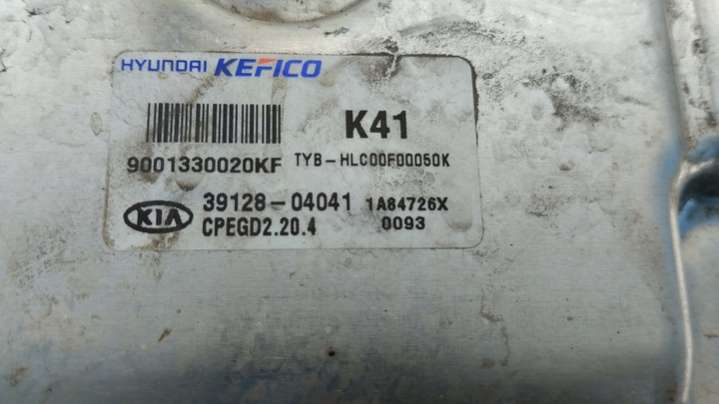 HYUNDAI KEFICO
K41
9001330020KF TYB-HLC00F00050K
KIA 39128-04041 1A84726X
CPEGD2.20.4 0093